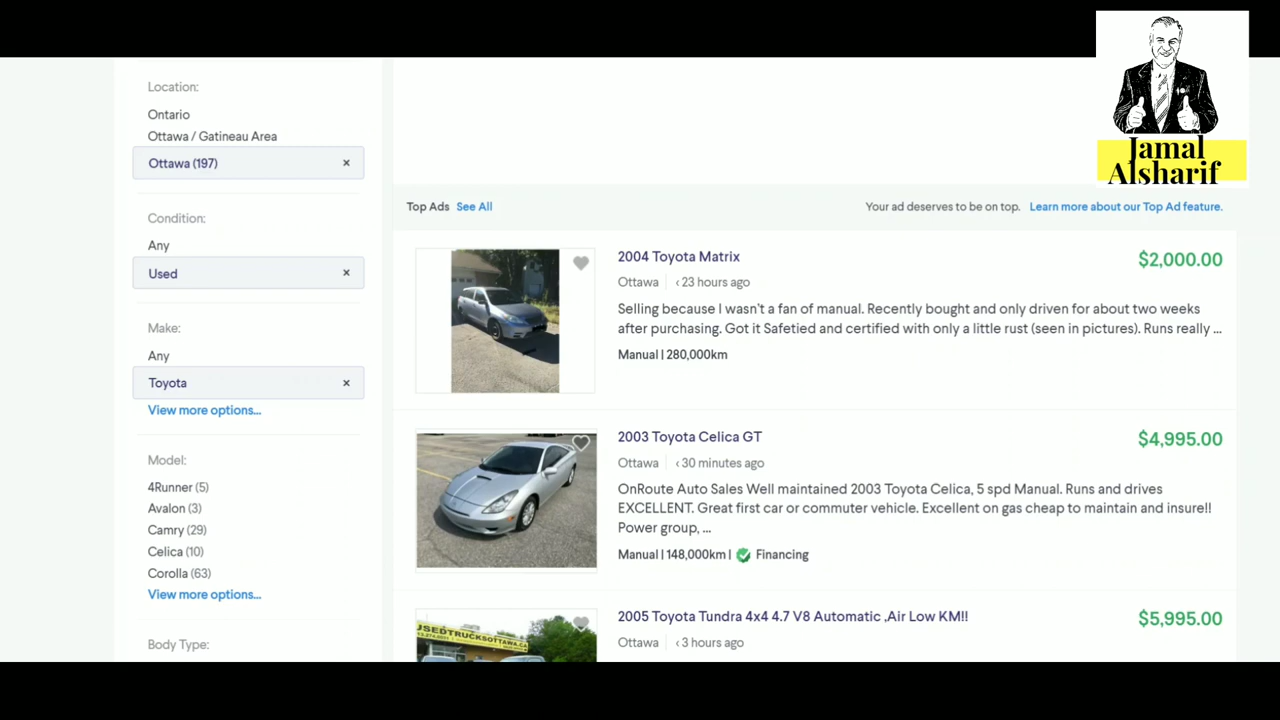 Jamal
Alsharif
Location:
Ontario
Ottawa / Gatineau Area
Ottawa (197) ×
Condition:
Any
Used ×
Make:
Any
Toyota ×
View more options...
Model:
4Runner (5)
Avalon (3)
Camry (29)
Celica (10)
Corolla (63)
View more options...
Body Type:
Top Ads See All Your ad deserves to be on top. Learn more about our Top Ad feature.
2004 Toyota Matrix $2,000.00
Ottawa | < 23 hours ago
Selling because I wasn't a fan of manual. Recently bought and only driven for about two weeks
after purchasing. Got it Safetied and certified with only a little rust (seen in pictures). Runs really ...
Manual | 280,000km
2003 Toyota Celica GT $4,995.00
Ottawa | < 30 minutes ago
OnRoute Auto Sales Well maintained 2003 Toyota Celica, 5 spd Manual. Runs and drives
EXCELLENT. Great first car or commuter vehicle. Excellent on gas cheap to maintain and insure!!
Power group, ...
Manual | 148,000km | Financing
2005 Toyota Tundra 4x4 4.7 V8 Automatic ,Air Low KM!! $5,995.00
Ottawa | < 3 hours ago
USEDTRUCKSOTTAWA.CA